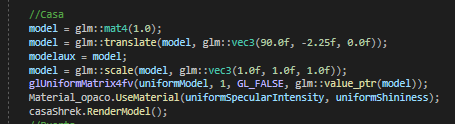 //Casa
model = glm::mat4(1.0);
model = glm::translate(model, glm::vec3(90.0f, -2.25f, 0.0f));
modelaux = model;
model = glm::scale(model, glm::vec3(1.0f, 1.0f, 1.0f));
glUniformMatrix4fv(uniformModel, 1, GL_FALSE, glm::value_ptr(model));
Material_opaco.UseMaterial(uniformSpecularIntensity, uniformShininess);
casaShrek.RenderModel();